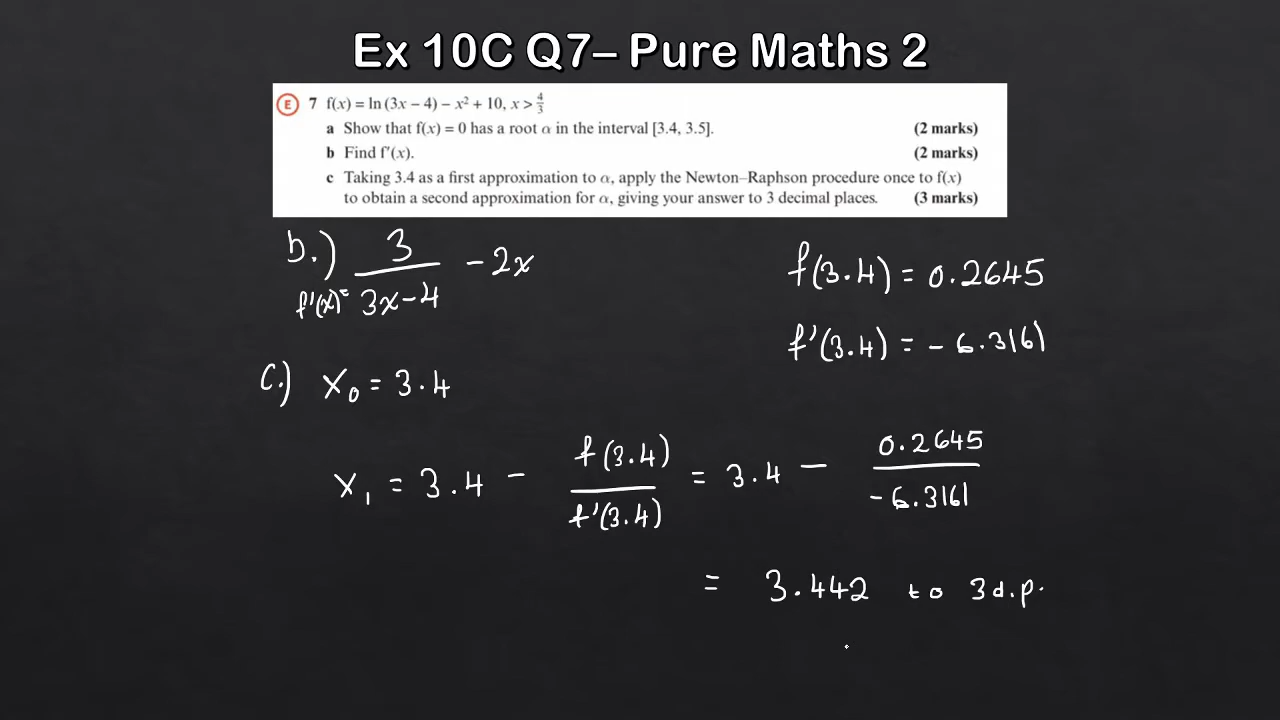 Ex 10C Q7– Pure Maths 2
E 7 f(x) = ln (3x − 4) − x² + 10, x > 4/3
a Show that f(x) = 0 has a root α in the interval [3.4, 3.5]. (2 marks)
b Find f′(x). (2 marks)
c Taking 3.4 as a first approximation to α, apply the Newton–Raphson procedure once to f(x)
to obtain a second approximation for α, giving your answer to 3 decimal places. (3 marks)
b.) f'(x)= 3/(3x-4) - 2x
f(3.4) = 0.2645
f'(3.4) = - 6.3161
c.) x₀ = 3.4
x₁ = 3.4 - f(3.4)/f'(3.4) = 3.4 - 0.2645/-6.3161
= 3.442 to 3 d.p.